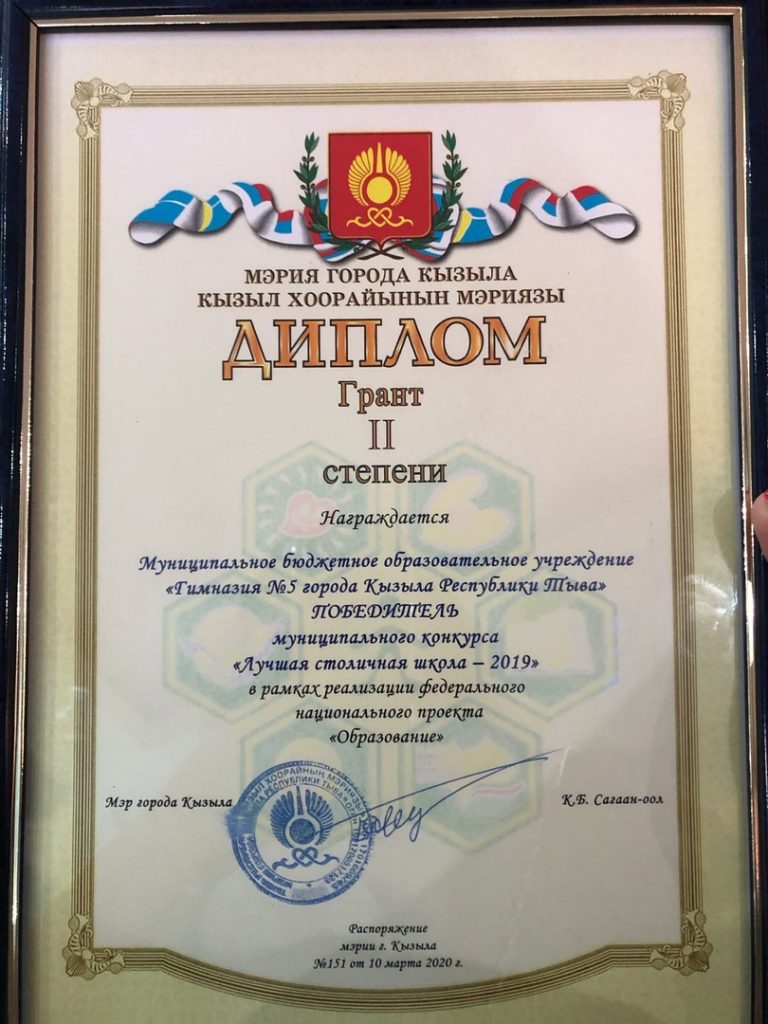 МЭРИЯ ГОРОДА КЫЗЫЛА
КЫЗЫЛ ХООРАЙЫНЫН МЭРИЯЗЫ
ДИПЛОМ
Грант
II
степени
Награждается
Муниципальное бюджетное образовательное учреждение
«Гимназия №5 города Кызыла Республики Тыва»
ПОБЕДИТЕЛЬ
муниципального конкурса
«Лучшая столичная школа – 2019»
в рамках реализации федерального
национального проекта
«Образование»
Мэр города Кызыла
К.Б. Сагаан-оол
Распоряжение
мэрии г. Кызыла
№151 от 10 марта 2020 г.